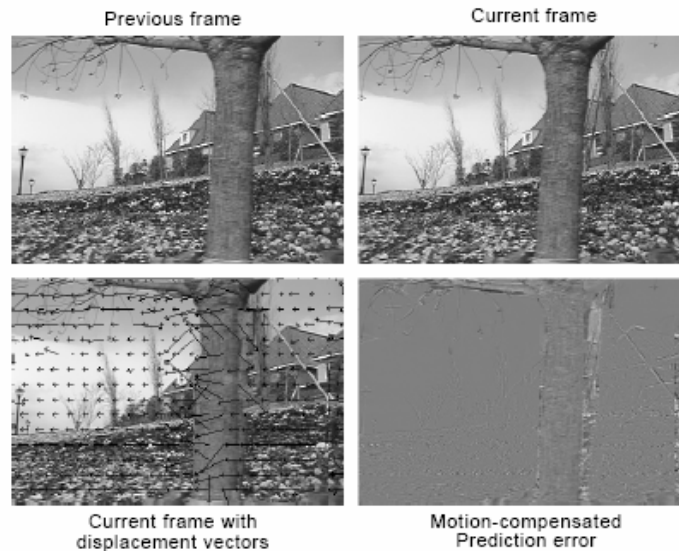 Previous frame
Current frame
Current frame with
displacement vectors
Motion-compensated
Prediction error